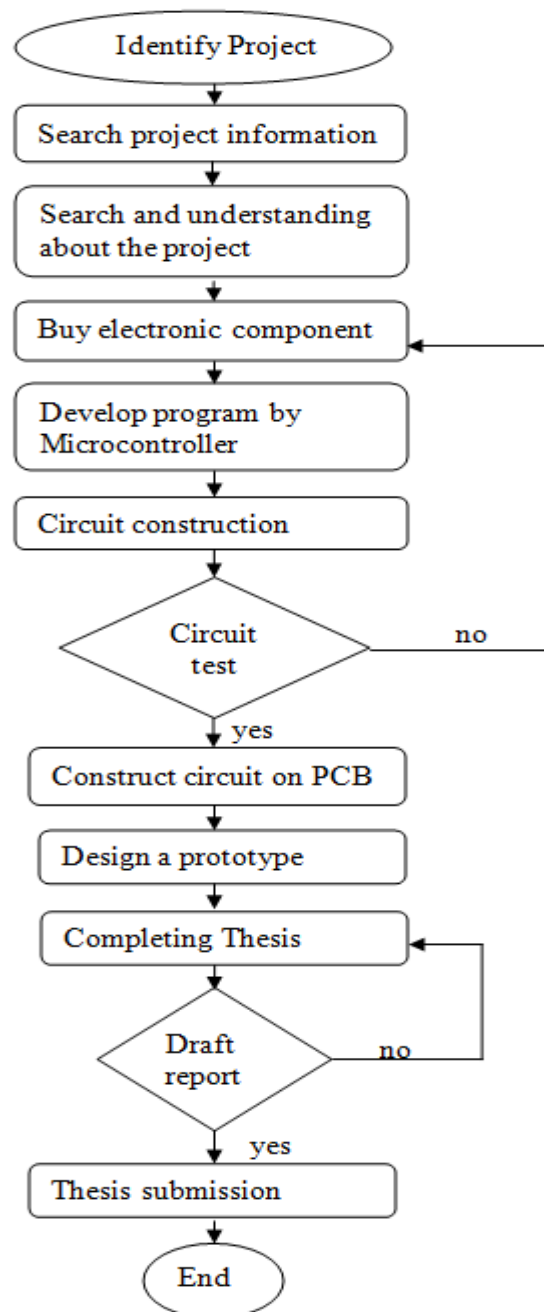 Identify Project
Search project information
Search and understanding
about the project
Buy electronic component
Develop program by
Microcontroller
Circuit construction
Circuit
test
no
yes
Construct circuit on PCB
Design a prototype
Completing Thesis
Draft
report
no
yes
Thesis submission
End